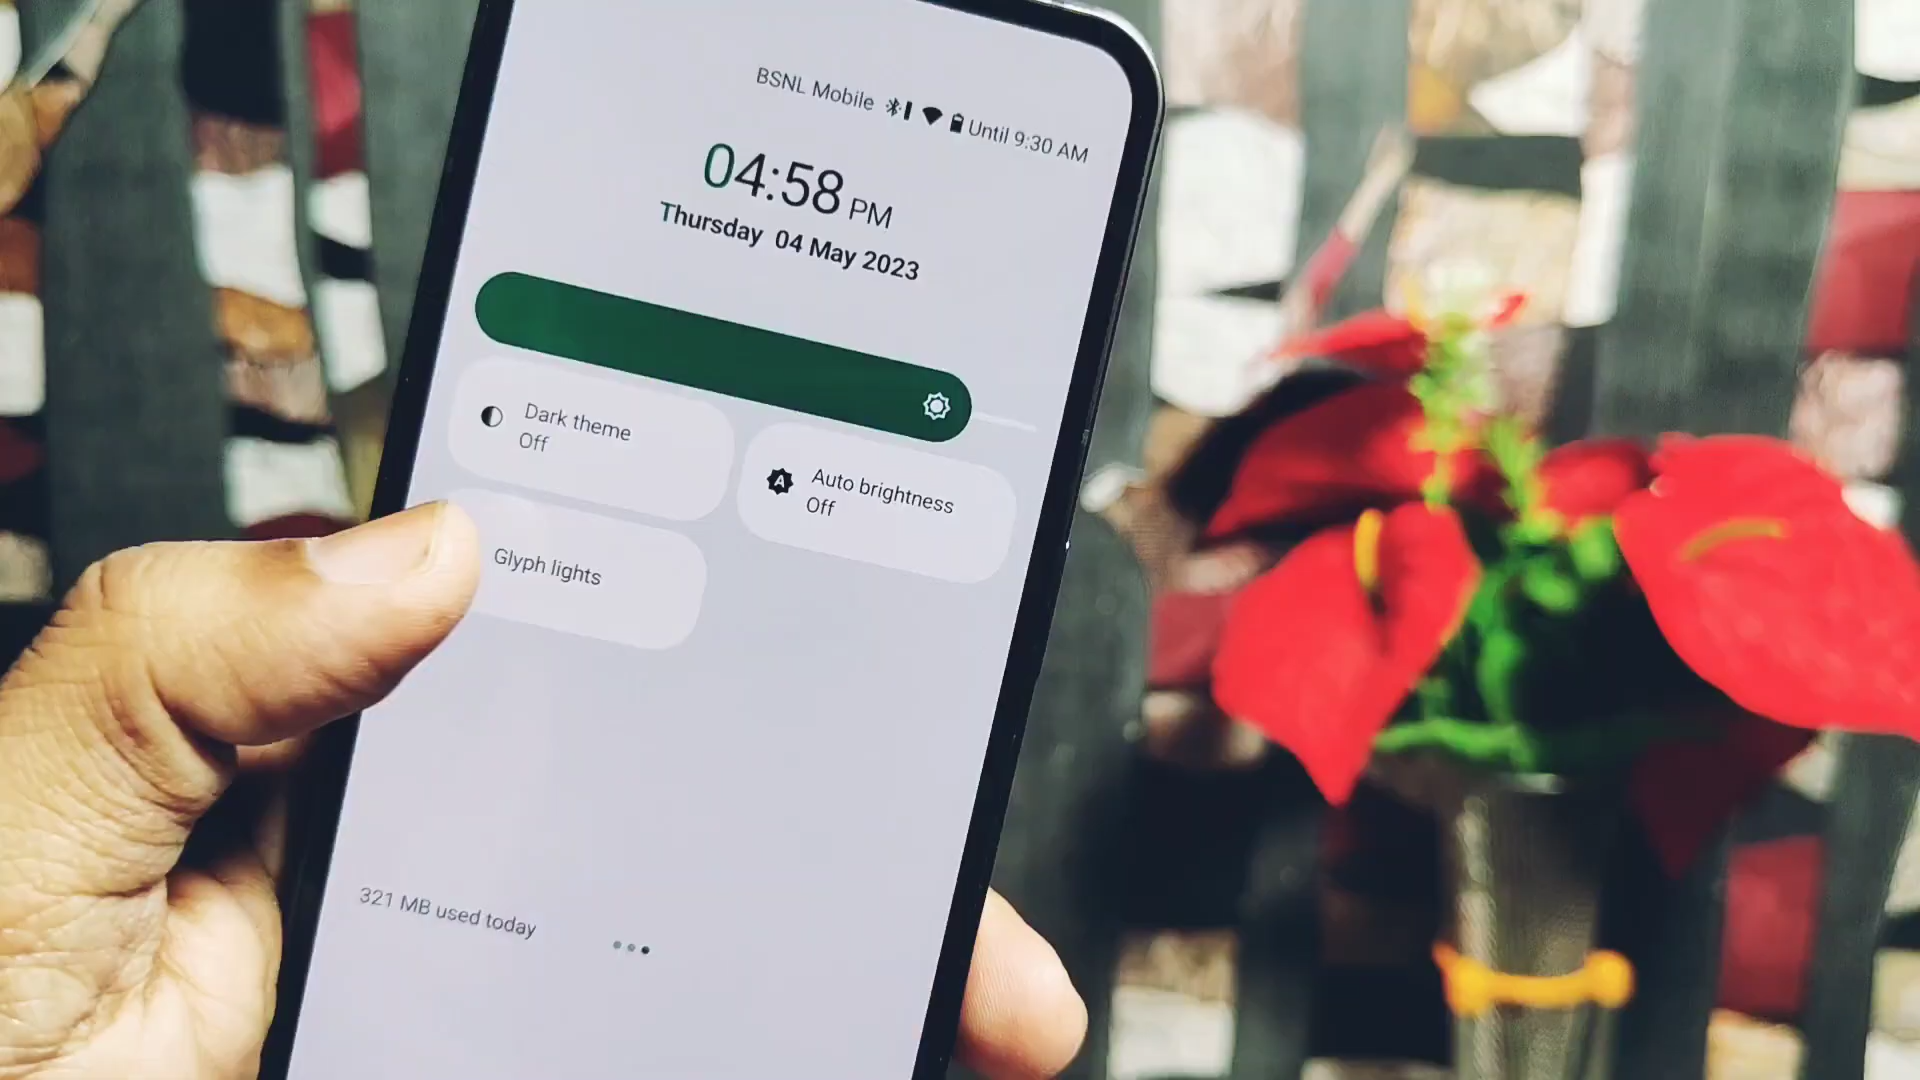 BSNL Mobile Until 9:30 AM
04:58 PM
Thursday 04 May 2023
Dark theme
Off
Auto brightness
Off
Glyph lights
321 MB used today